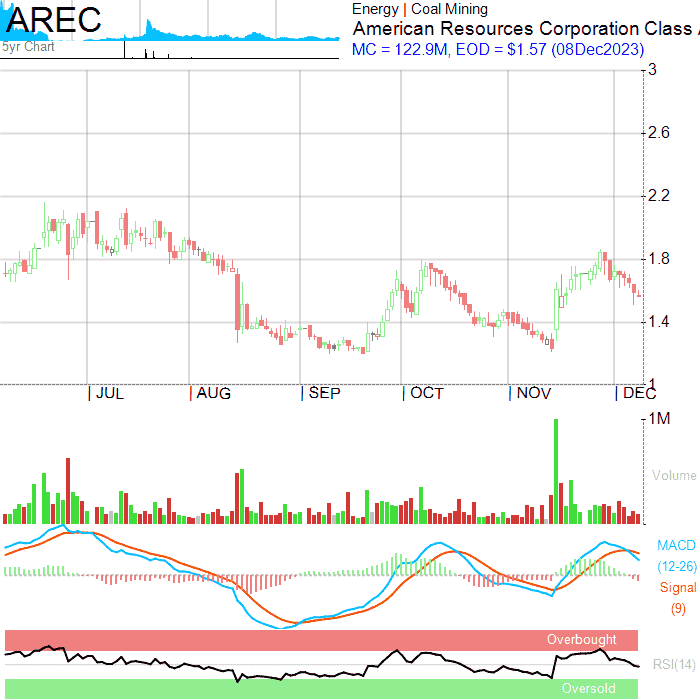 AREC
5yr Chart
Energy | Coal Mining
American Resources Corporation Class A
MC = 122.9M, EOD = $1.57 (08Dec2023)
3
2.6
2.2
1.8
1.4
1
JUL AUG SEP OCT NOV DEC
1M
Volume
MACD
(12-26)
Signal
(9)
Overbought
RSI(14)
Oversold